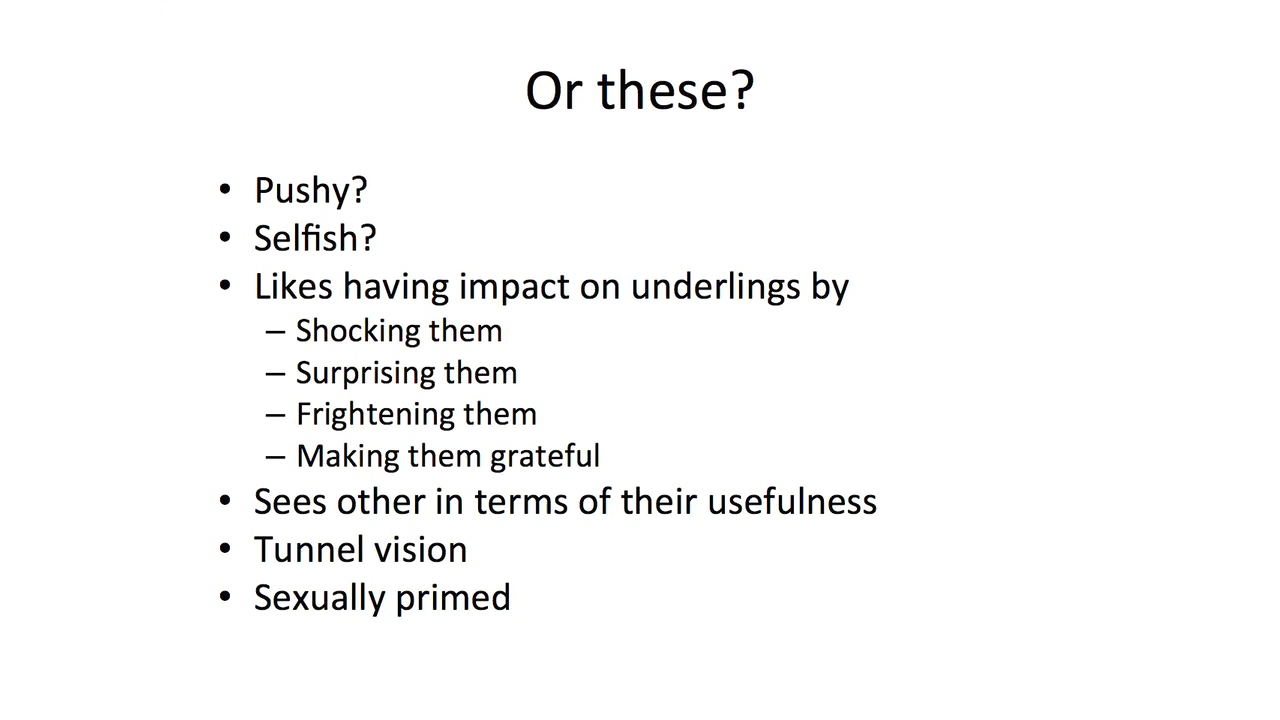 Or these?
• Pushy?
• Selfish?
• Likes having impact on underlings by
– Shocking them
– Surprising them
– Frightening them
– Making them grateful
• Sees other in terms of their usefulness
• Tunnel vision
• Sexually primed